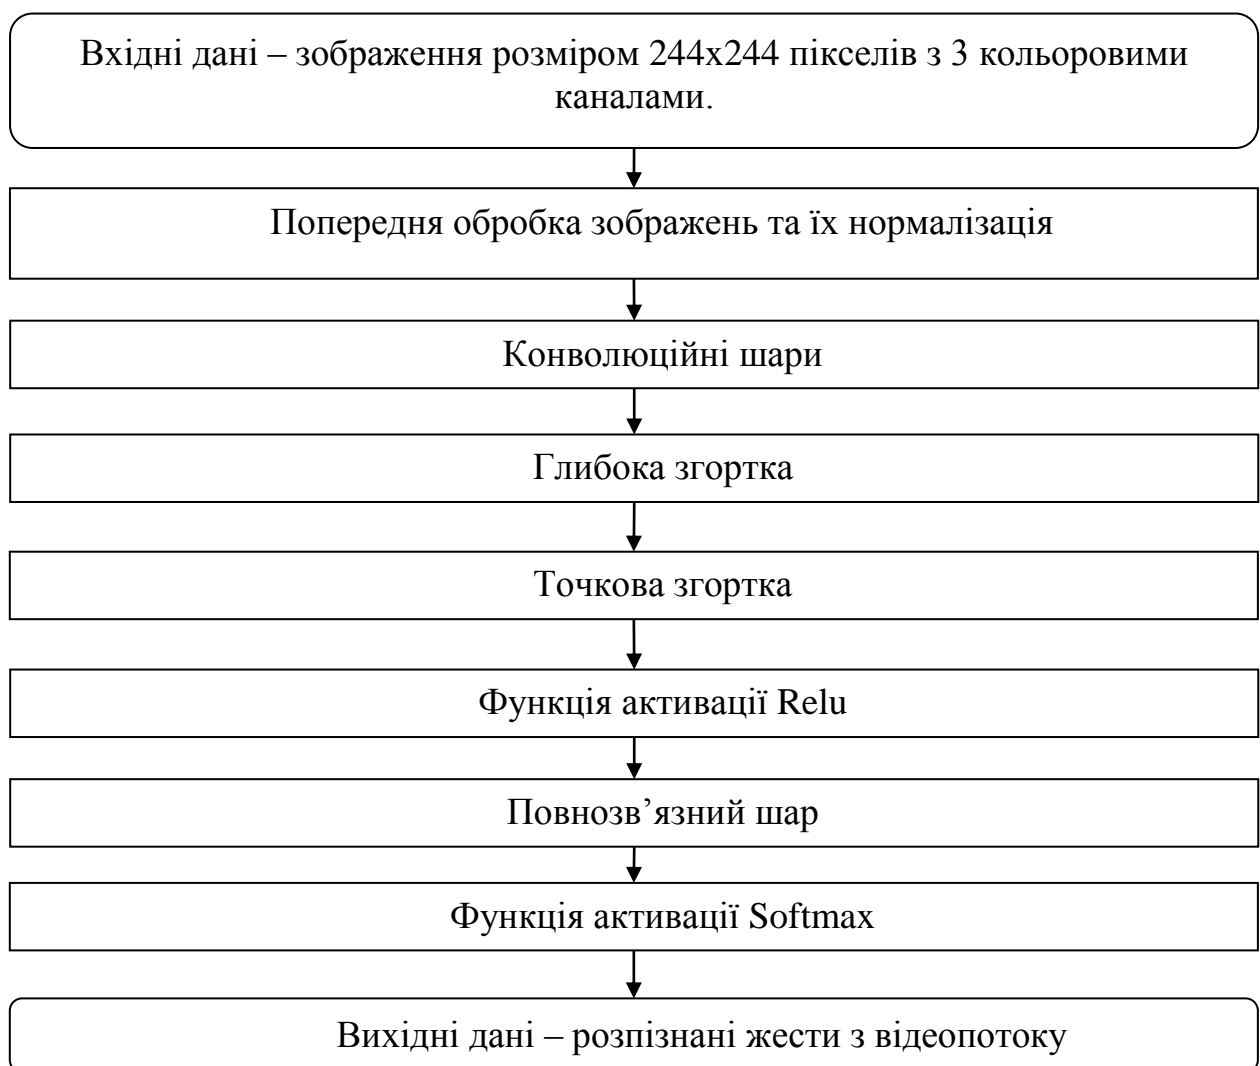 Вхідні дані – зображення розміром 244x244 пікселів з 3 кольоровими
каналами.
Попередня обробка зображень та їх нормалізація
Конволюційні шари
Глибока згортка
Точкова згортка
Функція активації Relu
Повнозв’язний шар
Функція активації Softmax
Вихідні дані – розпізнані жести з відеопотоку